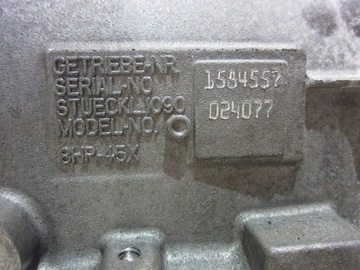 GETRIEBE-NR.
SERIAL-NO
STUECKL.1090
MODEL-NO.
8HP-45X
1584557
024077